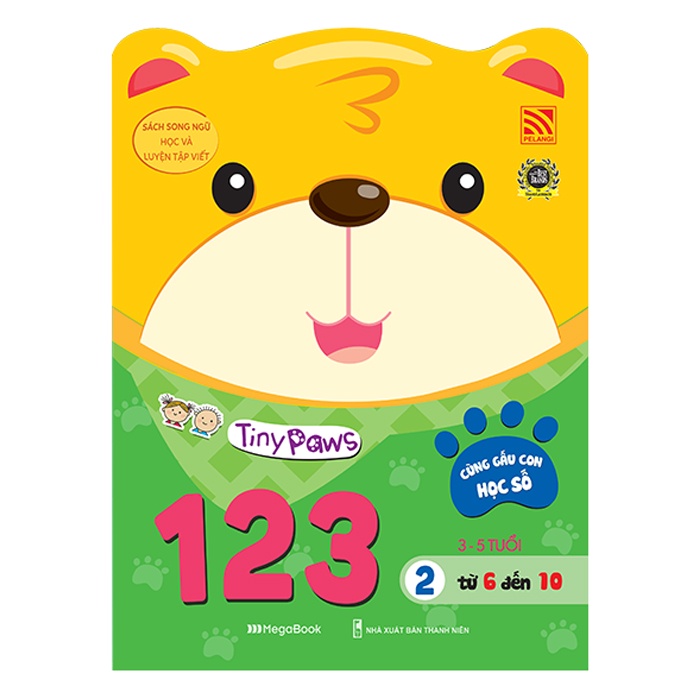 SÁCH SONG NGỮ
HỌC VÀ
LUYỆN TẬP VIẾT
PELANGI
Tiny Paws
CÙNG GẤU CON
HỌC SỐ
123
3 - 5 TUỔI
2 từ 6 đến 10
MegaBook
NHÀ XUẤT BẢN THANH NIÊN